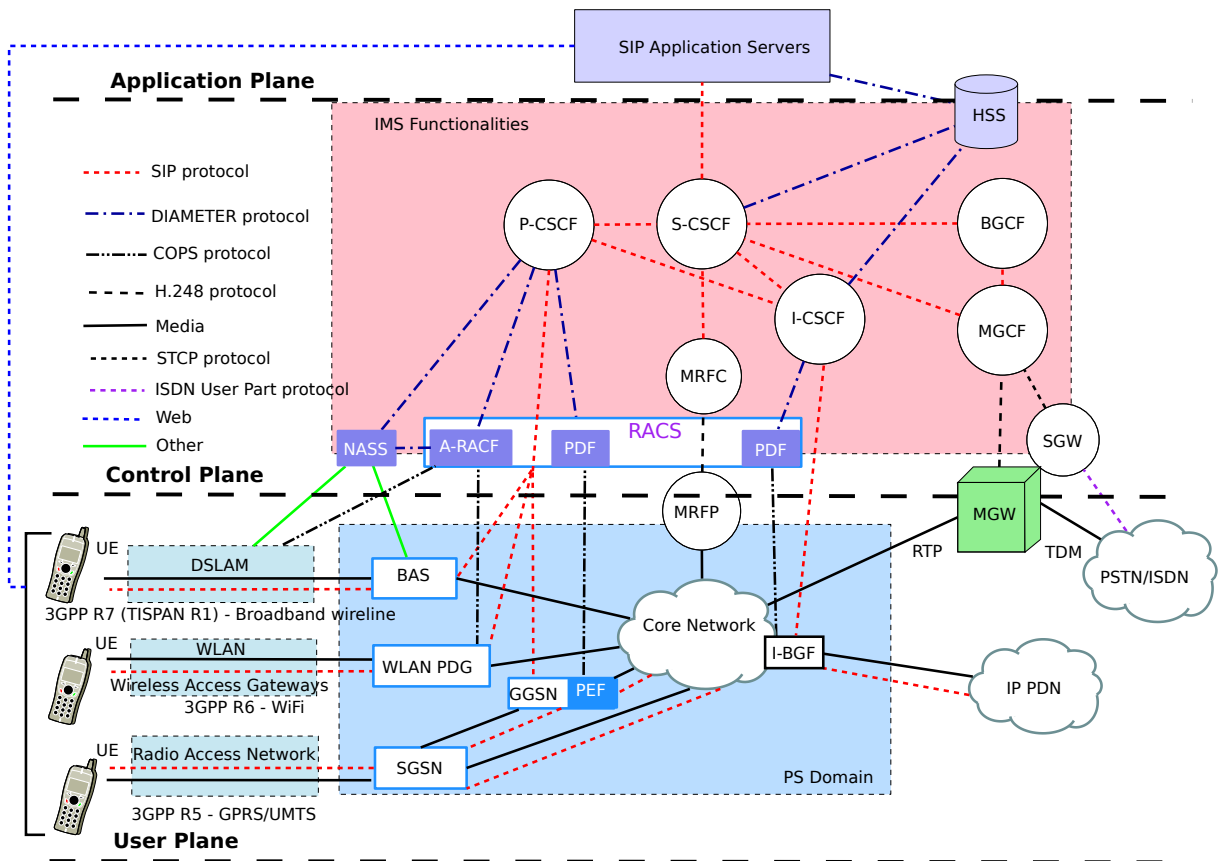 SIP Application Servers
Application Plane
IMS Functionalities
HSS
SIP protocol
DIAMETER protocol
COPS protocol
H.248 protocol
Media
STCP protocol
ISDN User Part protocol
Web
Other
P-CSCF
S-CSCF
BGCF
I-CSCF
MGCF
MRFC
RACS
NASS
A-RACF
PDF
PDF
SGW
Control Plane
MRFP
MGW
UE
DSLAM
BAS
RTP
TDM
PSTN/ISDN
3GPP R7 (TISPAN R1) - Broadband wireline
Core Network
UE
WLAN
WLAN PDG
I-BGF
Wireless Access Gateways
3GPP R6 - WiFi
GGSN
PEF
IP PDN
UE
Radio Access Network
SGSN
PS Domain
3GPP R5 - GPRS/UMTS
User Plane